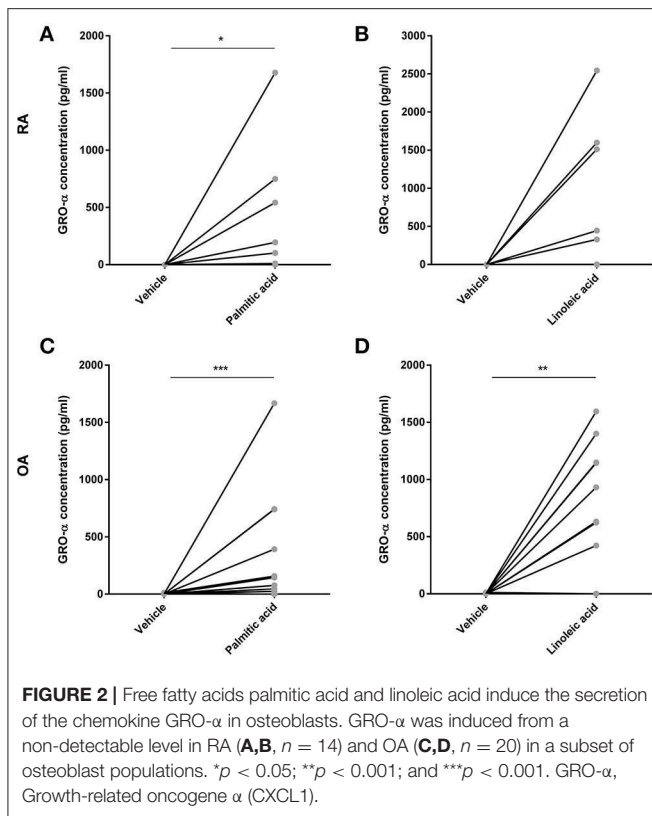 A
B
RA
GRO-α concentration (pg/ml)
2000
1500
1000
500
0
*
Vehicle
Palmitic acid
GRO-α concentration (pg/ml)
3000
2500
2000
1500
1000
500
0
Vehicle
Linoleic acid
C
D
OA
GRO-α concentration (pg/ml)
2000
1500
1000
500
0
***
Vehicle
Palmitic acid
GRO-α concentration (pg/ml)
2000
1500
1000
500
0
**
Vehicle
Linoleic acid
FIGURE 2 | Free fatty acids palmitic acid and linoleic acid induce the secretion
of the chemokine GRO-α in osteoblasts. GRO-α was induced from a
non-detectable level in RA (A,B, n = 14) and OA (C,D, n = 20) in a subset of
osteoblast populations. *p < 0.05; **p < 0.001; and ***p < 0.001. GRO-α,
Growth-related oncogene α (CXCL1).